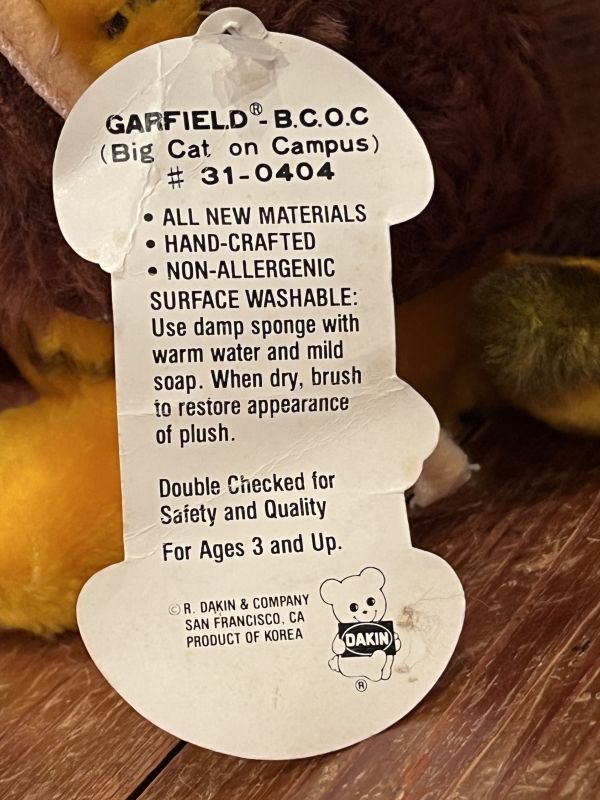 GARFIELD®-B.C.O.C
(Big Cat on Campus)
# 31-0404
• ALL NEW MATERIALS
• HAND-CRAFTED
• NON-ALLERGENIC
SURFACE WASHABLE:
Use damp sponge with
warm water and mild
soap. When dry, brush
to restore appearance
of plush.
Double Checked for
Safety and Quality
For Ages 3 and Up.
© R. DAKIN & COMPANY
SAN FRANCISCO, CA
PRODUCT OF KOREA
DAKIN
®